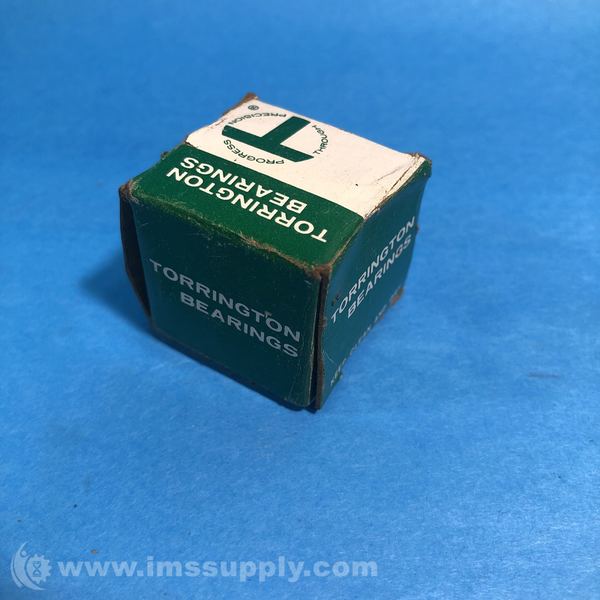 PROGRESS THROUGH PRECISION
®
T
TORRINGTON
BEARINGS
TORRINGTON
BEARINGS
TORRINGTON
BEARINGS
www.imssupply.com